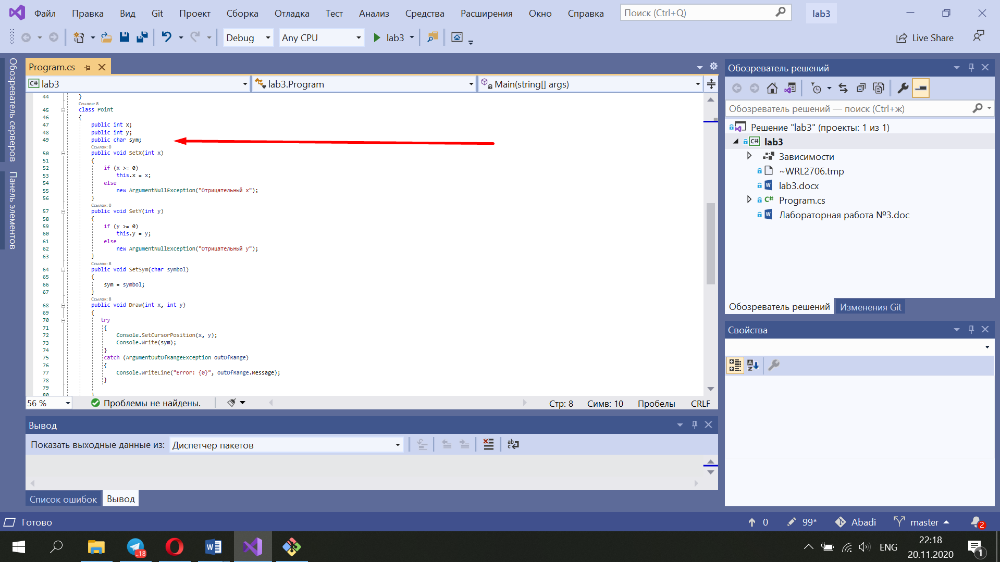 Файл Правка Вид Git Проект Сборка Отладка Тест Анализ Средства Расширения Окно Справка Поиск (Ctrl+Q) lab3
Debug Any CPU lab3 Live Share
Обозреватель серверов
Панель элементов
Program.cs
lab3 lab3.Program Main(string[] args)
44 }
Ссылок: 8
45 class Point
46 {
47 public int x;
48 public int y;
49 public char sym;
Ссылок: 0
50 public void SetX(int x)
51 {
52 if (x >= 0)
53 this.x = x;
54 else
55 new ArgumentNullException("Отрицательный x");
56 }
Ссылок: 0
57 public void SetY(int y)
58 {
59 if (y >= 0)
60 this.y = y;
61 else
62 new ArgumentNullException("Отрицательный y");
63 }
Ссылок: 8
64 public void SetSym(char symbol)
65 {
66 sym = symbol;
67 }
Ссылок: 8
68 public void Draw(int x, int y)
69 {
70 try
71 {
72 Console.SetCursorPosition(x, y);
73 Console.Write(sym);
74 }
75 catch (ArgumentOutOfRangeException outOfRange)
76 {
77 Console.WriteLine("Error: {0}", outOfRange.Message);
78 }
79
80 }
56 % Проблемы не найдены. Стр: 8 Симв: 10 Пробелы CRLF
Вывод
Показать выходные данные из: Диспетчер пакетов
Список ошибок Вывод
Обозреватель решений
Обозреватель решений — поиск (Ctrl+ж)
Решение "lab3" (проекты: 1 из 1)
lab3
Зависимости
~WRL2706.tmp
lab3.docx
Program.cs
Лабораторная работа №3.doc
Обозреватель решений Изменения Git
Свойства
Готово 0 99* Abadi master 2
..18 ENG 22:18
20.11.2020 1